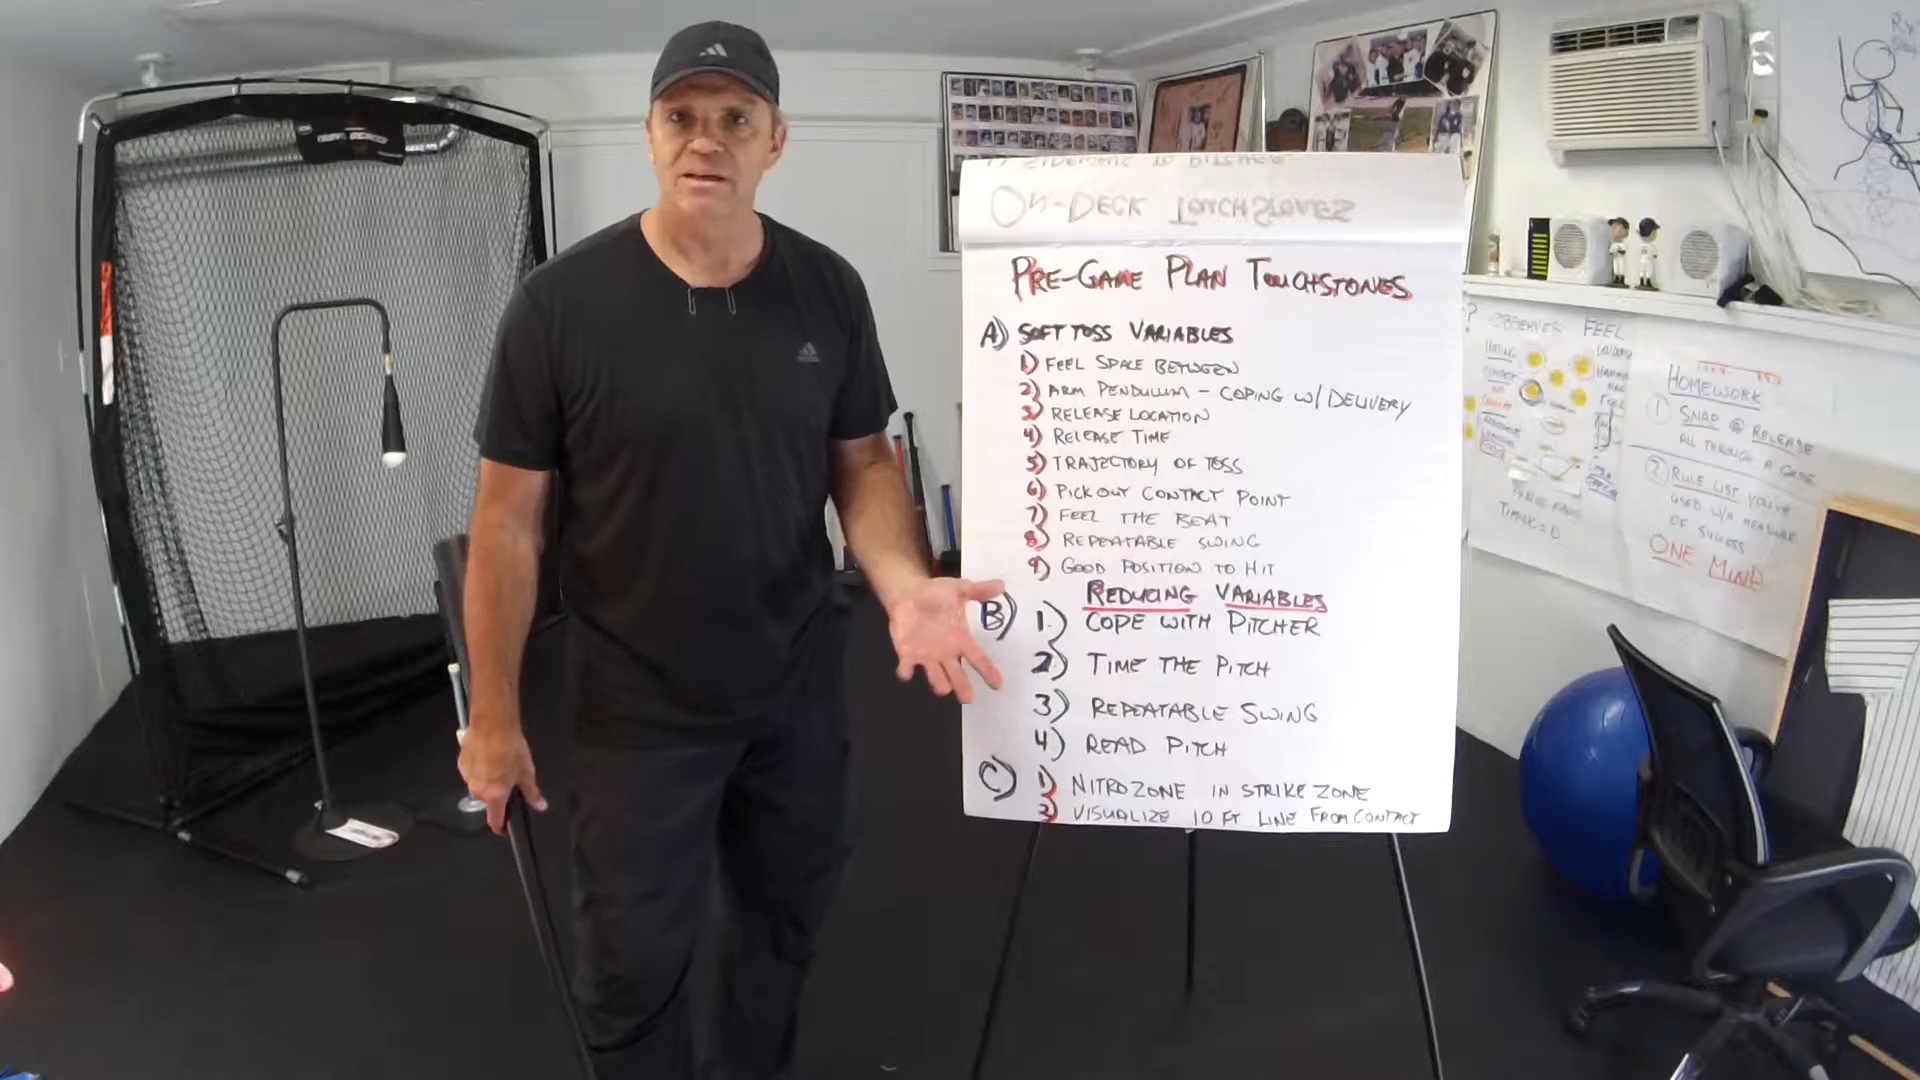 ON-DECK TOUCHSTONES
PRE-GAME PLAN TOUCHSTONES
A) SOFT TOSS VARIABLES
1) FEEL SPACE BETWEEN
2) ARM PENDULUM - COPING W/ DELIVERY
3) RELEASE LOCATION
4) RELEASE TIME
5) TRAJECTORY OF TOSS
6) PICK OUT CONTACT POINT
7) FEEL THE BEAT
8) REPEATABLE SWING
9) GOOD POSITION TO HIT
REDUCING VARIABLES
B) 1.) COPE WITH PITCHER
2) TIME THE PITCH
3) REPEATABLE SWING
4) READ PITCH
C) 1) NITRO ZONE IN STRIKE ZONE
2) VISUALIZE 10 FT LINE FROM CONTACT
OBSERVER FEEL
HOMEWORK
1 SNAP @ RELEASE
ALL THROUGH A GAME
2 RULE LIST YOU'VE
USED W/A MEASURE
OF SUCCESS
ONE MIND